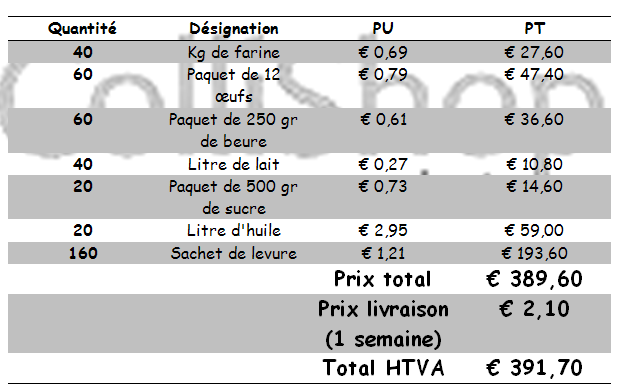 Quantité Désignation PU PT
40 Kg de farine € 0,69 € 27,60
60 Paquet de 12 € 0,79 € 47,40
œufs
60 Paquet de 250 gr € 0,61 € 36,60
de beure
40 Litre de lait € 0,27 € 10,80
20 Paquet de 500 gr € 0,73 € 14,60
de sucre
20 Litre d'huile € 2,95 € 59,00
160 Sachet de levure € 1,21 € 193,60
Prix total € 389,60
Prix livraison € 2,10
(1 semaine)
Total HTVA € 391,70